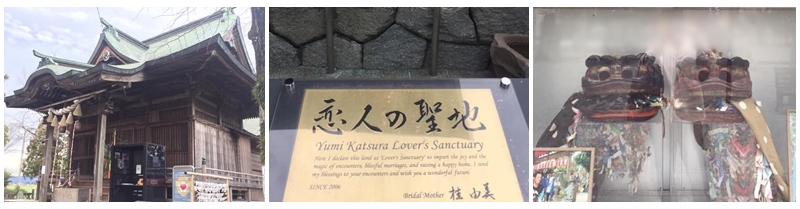 恋人の聖地
Yumi Katsura Lover's Sanctuary
Now I declare this land as 'Lover's Sanctuary' to impart the joy and the
magic of encounters, blissful marriages, and raising a happy home. I send
my blessings to your encounters and wish you a wonderful future.
SINCE 2006
Bridal Mother 桂由美